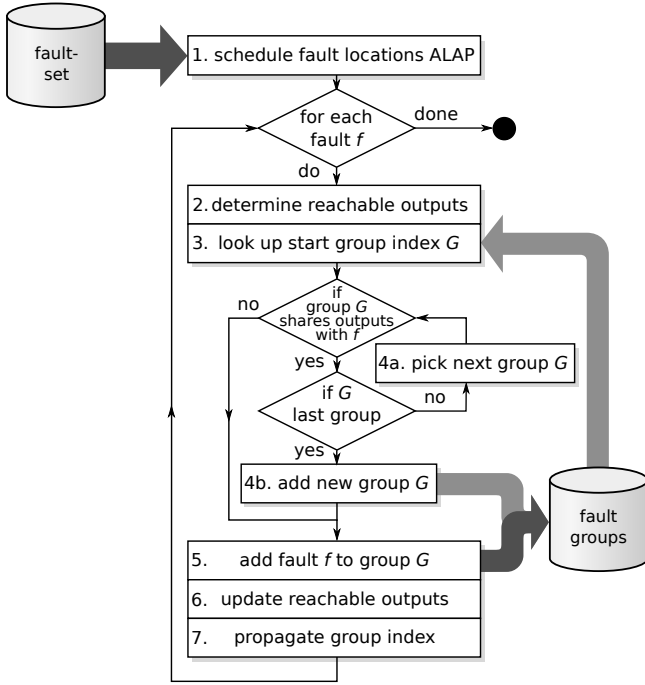 fault-
set
1. schedule fault locations ALAP
for each
fault f
done
do
2. determine reachable outputs
3. look up start group index G
no
if
group G
shares outputs
with f
yes
4a. pick next group G
if G
last group
no
yes
4b. add new group G
fault
groups
5. add fault f to group G
6. update reachable outputs
7. propagate group index